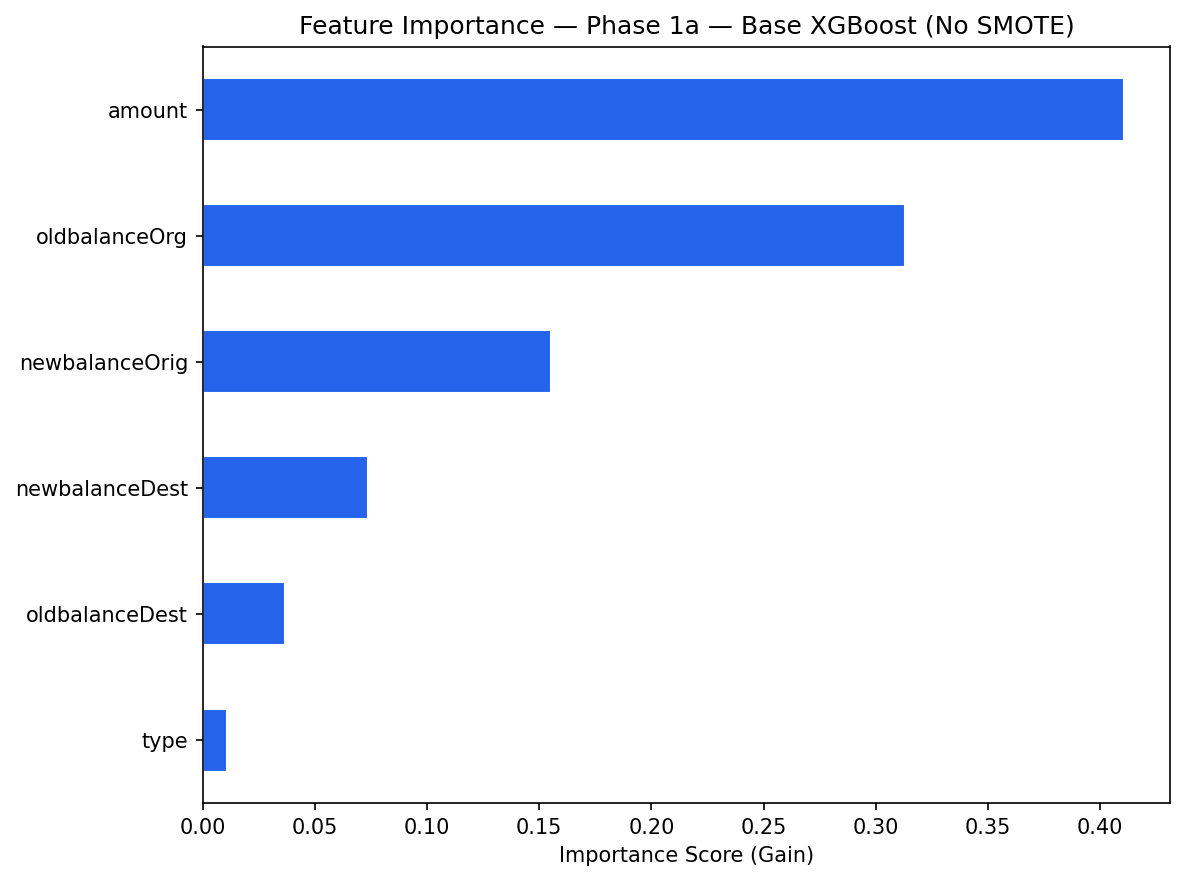 Feature Importance — Phase 1a — Base XGBoost (No SMOTE)
amount
oldbalanceOrg
newbalanceOrig
newbalanceDest
oldbalanceDest
type
0.00 0.05 0.10 0.15 0.20 0.25 0.30 0.35 0.40
Importance Score (Gain)